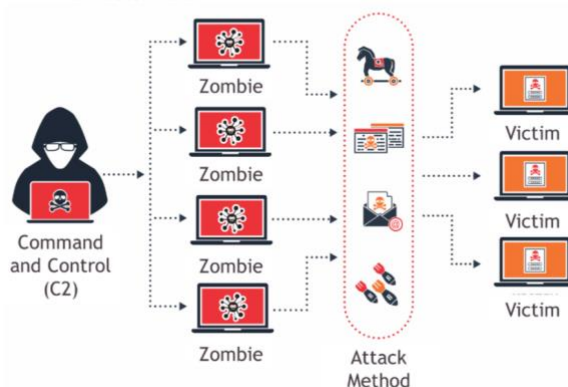 Zombie
Zombie
Victim
Zombie
Victim
Command
and Control
(C2)
Zombie
Attack
Method
Victim